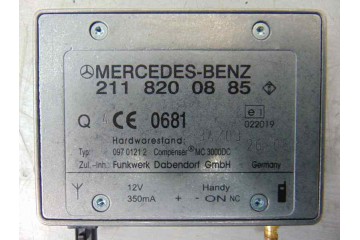 MERCEDES-BENZ
211 820 08 85
e1
Q CE 0681
022019
Hardwarestand:
Typ: 097 0121 2 Compenser® MC 3000DC
Zul.-Inh.: Funkwerk Dabendorf GmbH Germany
12V Handy
350mA + - ON NC